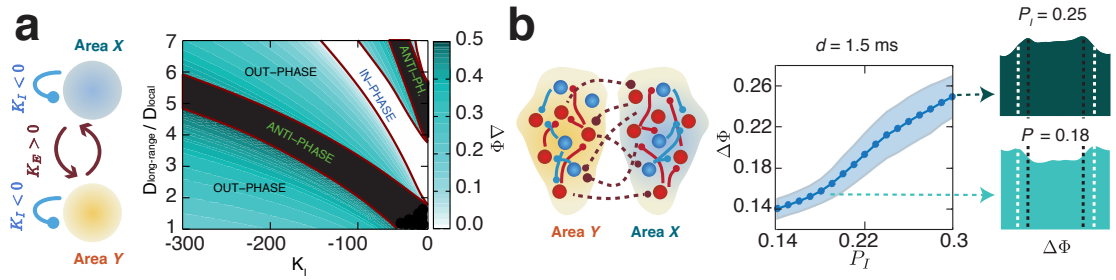 a
Area X
K_I < 0
K_E > 0
K_I < 0
Area Y
D_long-range / D_local
7
6
5
4
3
2
1
OUT−PHASE
IN−PHASE
ANTI−PH.
ANTI−PHASE
OUT−PHASE
-300
-200
-100
0
K_I
0.5
0.4
0.3
0.2
0.1
0.0
ΔΦ
b
Area Y
Area X
d = 1.5 ms
ΔΦ
0.26
0.22
0.18
0.14
0.14
0.22
0.3
P_I
P_I = 0.25
P = 0.18
ΔΦ